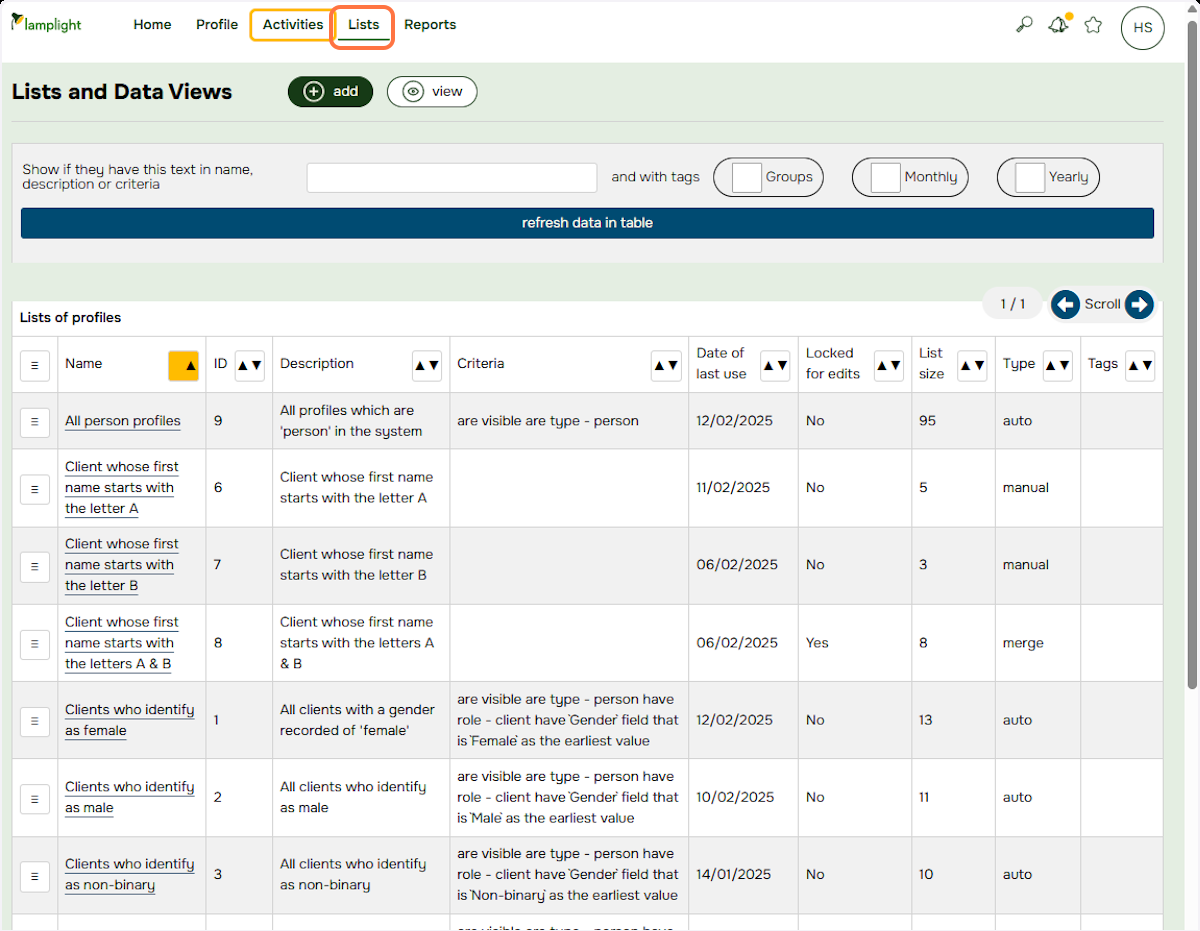 lamplight
Home Profile Activities Lists Reports
HS
Lists and Data Views
add view
Show if they have this text in name,
description or criteria
and with tags Groups Monthly Yearly
refresh data in table
1 / 1 Scroll
Lists of profiles
Name ID Description Criteria Date of last use Locked for edits List size Type Tags
All person profiles 9 All profiles which are 'person' in the system are visible are type - person 12/02/2025 No 95 auto
Client whose first name starts with the letter A 6 Client whose first name starts with the letter A 11/02/2025 No 5 manual
Client whose first name starts with the letter B 7 Client whose first name starts with the letter B 06/02/2025 No 3 manual
Client whose first name starts with the letters A & B 8 Client whose first name starts with the letters A & B 06/02/2025 Yes 8 merge
Clients who identify as female 1 All clients with a gender recorded of 'female' are visible are type - person have role - client have `Gender` field that is `Female` as the earliest value 12/02/2025 No 13 auto
Clients who identify as male 2 All clients who identify as male are visible are type - person have role - client have `Gender` field that is `Male` as the earliest value 10/02/2025 No 11 auto
Clients who identify as non-binary 3 All clients who identify as non-binary are visible are type - person have role - client have `Gender` field that is `Non-binary` as the earliest value 14/01/2025 No 10 auto